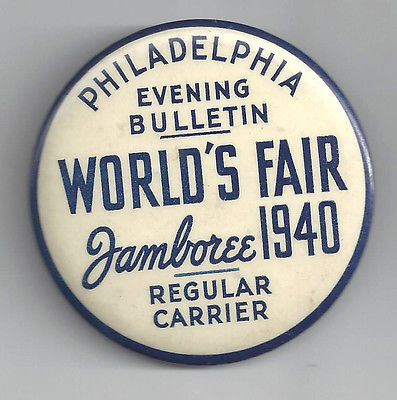 PHILADELPHIA
EVENING
BULLETIN
WORLD'S FAIR
Jamboree 1940
REGULAR
CARRIER